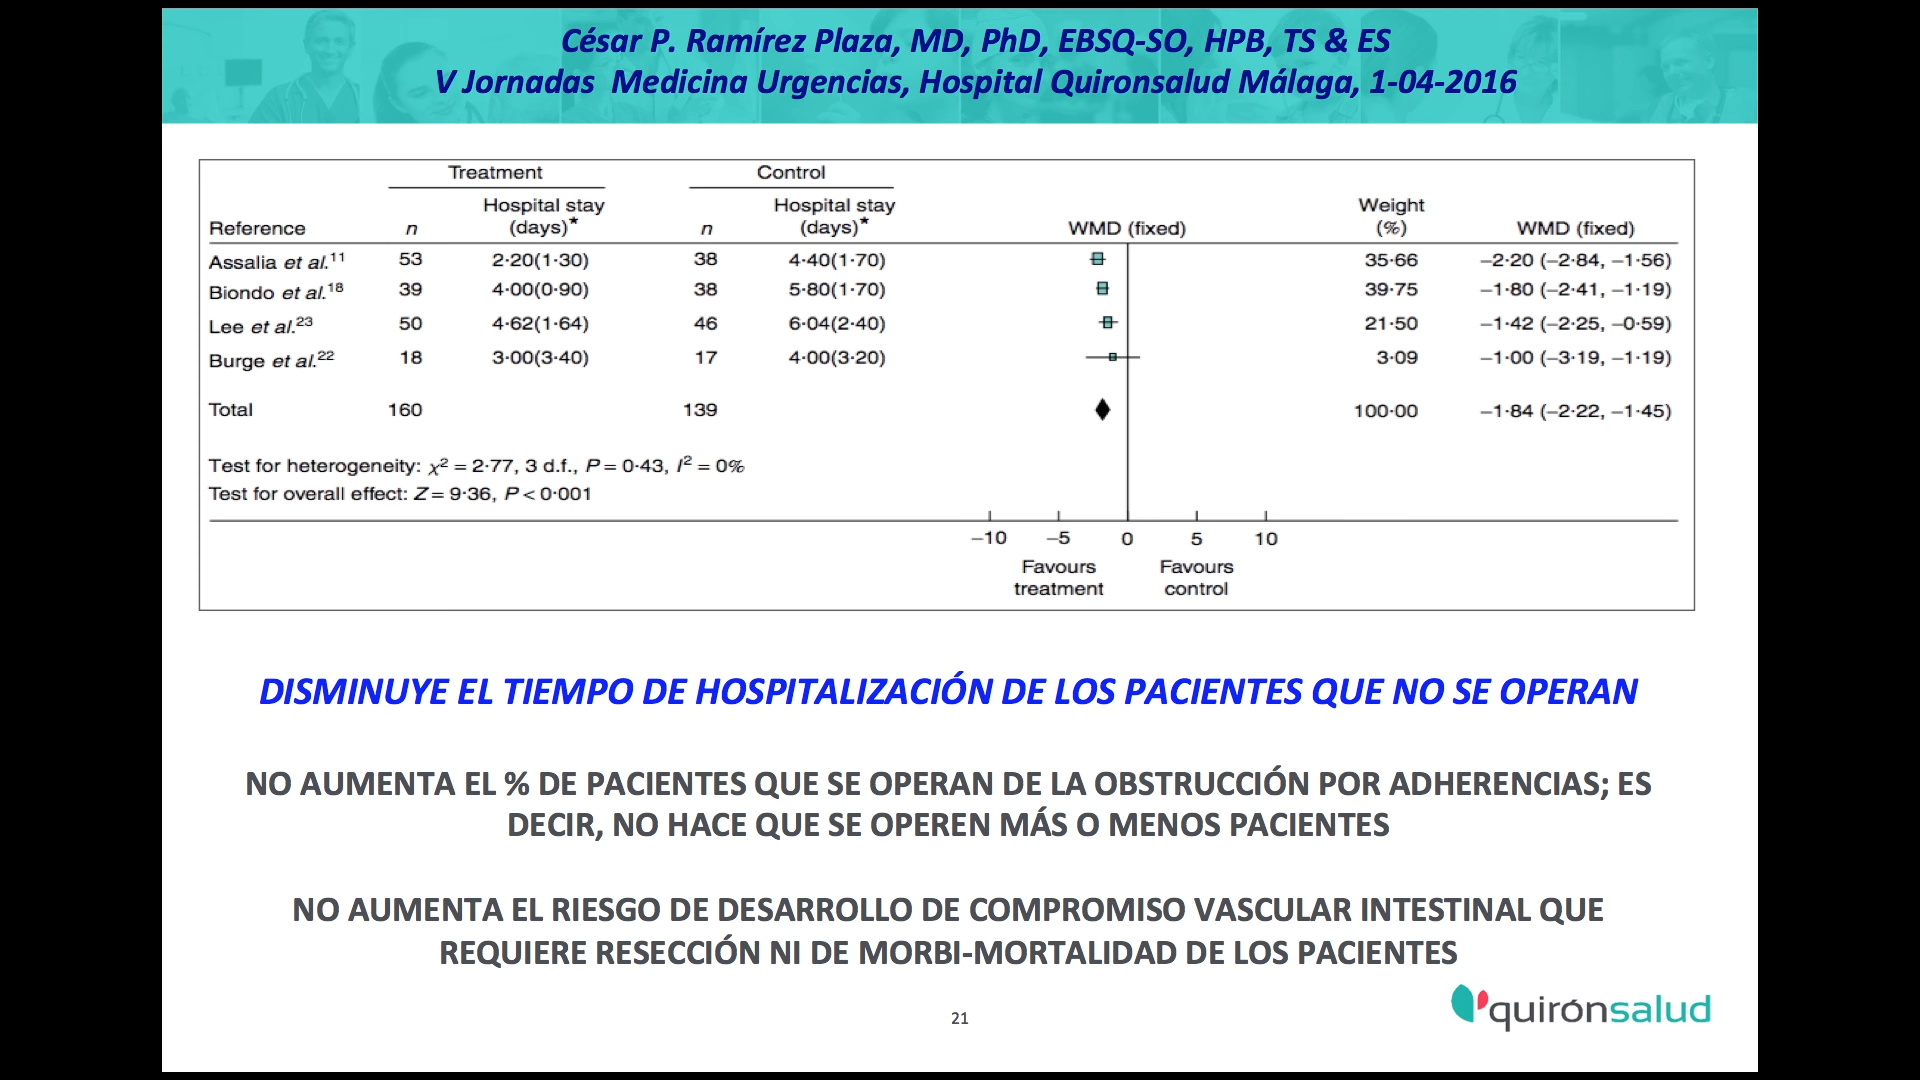 César P. Ramírez Plaza, MD, PhD, EBSQ-SO, HPB, TS & ES
V Jornadas Medicina Urgencias, Hospital Quironsalud Málaga, 1-04-2016
Treatment Control
Hospital stay Hospital stay Weight
Reference n (days)* n (days)* WMD (fixed) (%) WMD (fixed)
Assalia et al.11 53 2·20(1·30) 38 4·40(1·70) 35·66 −2·20 (−2·84, −1·56)
Biondo et al.18 39 4·00(0·90) 38 5·80(1·70) 39·75 −1·80 (−2·41, −1·19)
Lee et al.23 50 4·62(1·64) 46 6·04(2·40) 21·50 −1·42 (−2·25, −0·59)
Burge et al.22 18 3·00(3·40) 17 4·00(3·20) 3·09 −1·00 (−3·19, −1·19)
Total 160 139 100·00 −1·84 (−2·22, −1·45)
Test for heterogeneity: χ2 = 2·77, 3 d.f., P = 0·43, I2 = 0%
Test for overall effect: Z = 9·36, P < 0·001
−10 −5 0 5 10
Favours Favours
treatment control
DISMINUYE EL TIEMPO DE HOSPITALIZACIÓN DE LOS PACIENTES QUE NO SE OPERAN
NO AUMENTA EL % DE PACIENTES QUE SE OPERAN DE LA OBSTRUCCIÓN POR ADHERENCIAS; ES
DECIR, NO HACE QUE SE OPEREN MÁS O MENOS PACIENTES
NO AUMENTA EL RIESGO DE DESARROLLO DE COMPROMISO VASCULAR INTESTINAL QUE
REQUIERE RESECCIÓN NI DE MORBI-MORTALIDAD DE LOS PACIENTES
21
quirónsalud